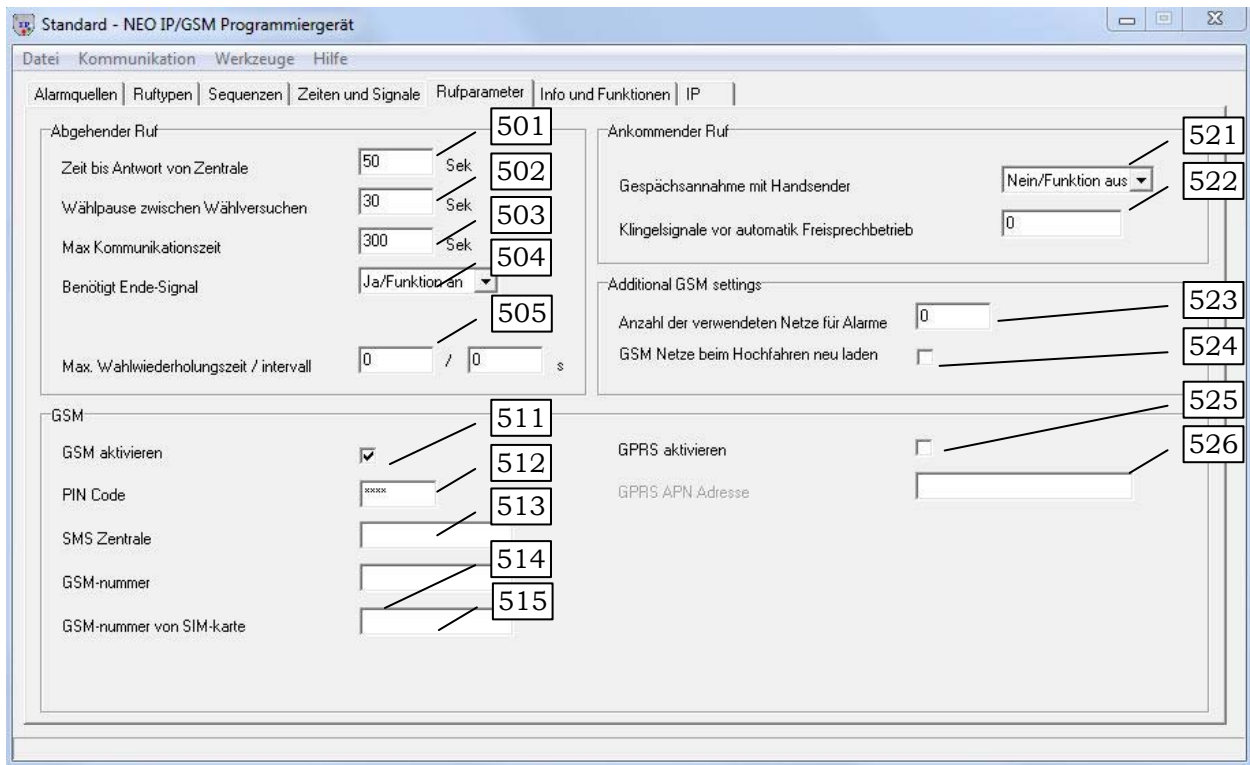 Standard - NEO IP/GSM Programmiergerät
Datei Kommunikation Werkzeuge Hilfe
Alarmquellen Ruftypen Sequenzen Zeiten und Signale Rufparameter Info und Funktionen IP
Abgehender Ruf
501
Zeit bis Antwort von Zentrale 50 Sek
502
Wählpause zwischen Wählversuchen 30 Sek
503
Max Kommunikationszeit 300 Sek
504
Benötigt Ende-Signal Ja/Funktion an
505
Max. Wahlwiederholungszeit / intervall 0 / 0 s
Ankommender Ruf
521
Gespächsannahme mit Handsender Nein/Funktion aus
522
Klingelsignale vor automatik Freisprechbetrieb 0
Additional GSM settings
523
Anzahl der verwendeten Netze für Alarme 0
524
GSM Netze beim Hochfahren neu laden
GSM
511
GSM aktivieren
512
PIN Code ****
513
SMS Zentrale
514
GSM-nummer
515
GSM-nummer von SIM-karte
525
GPRS aktivieren
526
GPRS APN Adresse